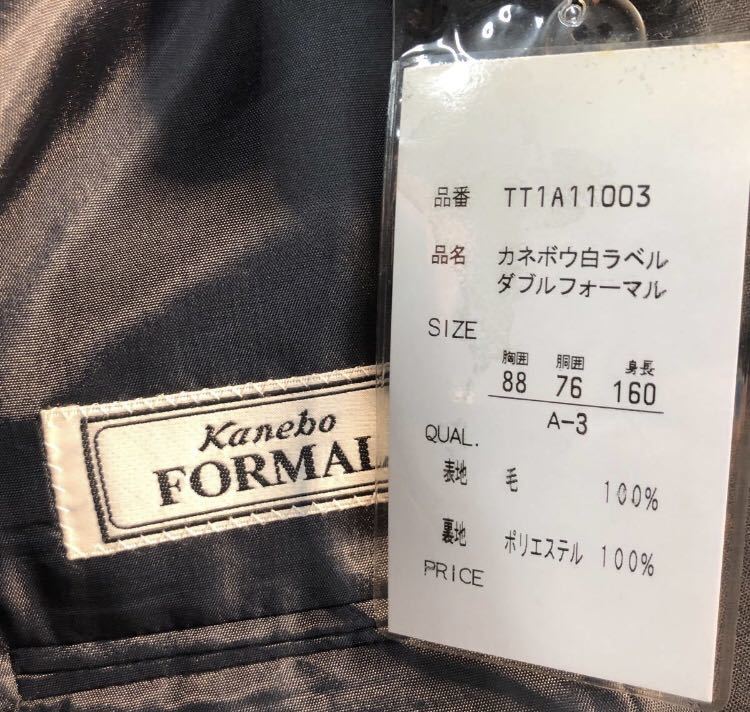 Kanebo
FORMAL
品番 TT1A11003
品名 カネボウ白ラベル
ダブルフォーマル
SIZE
胸囲 胴囲 身長
88 76 160
A-3
QUAL.
表地 毛 100%
裏地 ポリエステル 100%
PRICE